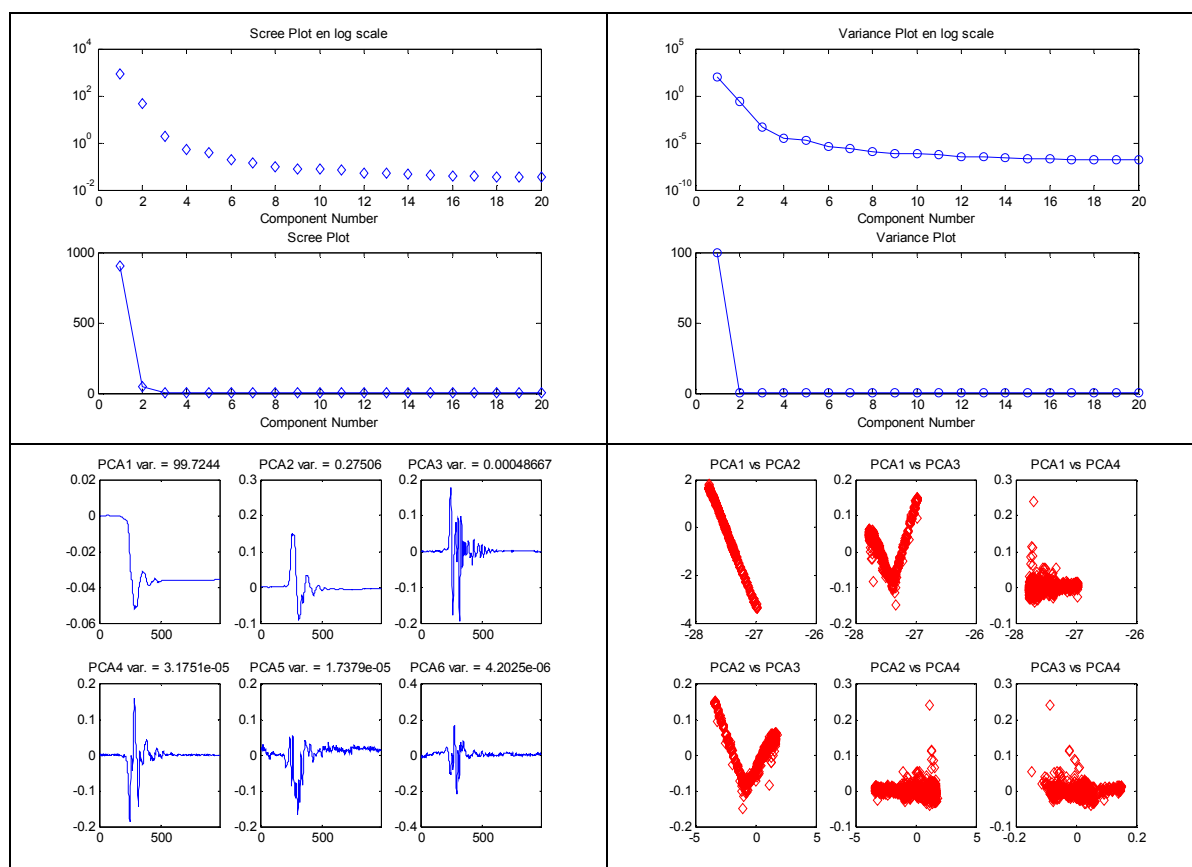 Scree Plot en log scale
10^4
10^2
10^0
10^-2
0 2 4 6 8 10 12 14 16 18 20
Component Number
Scree Plot
1000
500
0
0 2 4 6 8 10 12 14 16 18 20
Component Number
Variance Plot en log scale
10^5
10^0
10^-5
10^-10
0 2 4 6 8 10 12 14 16 18 20
Component Number
Variance Plot
100
50
0
0 2 4 6 8 10 12 14 16 18 20
Component Number
PCA1 var. = 99.7244
0.02
0
-0.02
-0.04
-0.06
500
PCA2 var. = 0.27506
0.3
0.2
0.1
0
-0.1
500
PCA3 var. = 0.00048667
0.2
0.1
0
-0.1
-0.2
500
PCA4 var. = 3.1751e-05
0.2
0.1
0
-0.1
-0.2
500
PCA5 var. = 1.7379e-05
0.2
0.1
0
-0.1
-0.2
500
PCA6 var. = 4.2025e-06
0.4
0.2
0
-0.2
-0.4
500
PCA1 vs PCA2
2
0
-2
-4
-28 -27 -26
PCA1 vs PCA3
0.2
0.1
0
-0.1
-0.2
-28 -27 -26
PCA1 vs PCA4
0.3
0.2
0.1
0
-0.1
-28 -27 -26
PCA2 vs PCA3
0.2
0.1
0
-0.1
-0.2
-5 0 5
PCA2 vs PCA4
0.3
0.2
0.1
0
-0.1
-5 0 5
PCA3 vs PCA4
0.3
0.2
0.1
0
-0.1
-0.2 0 0.2